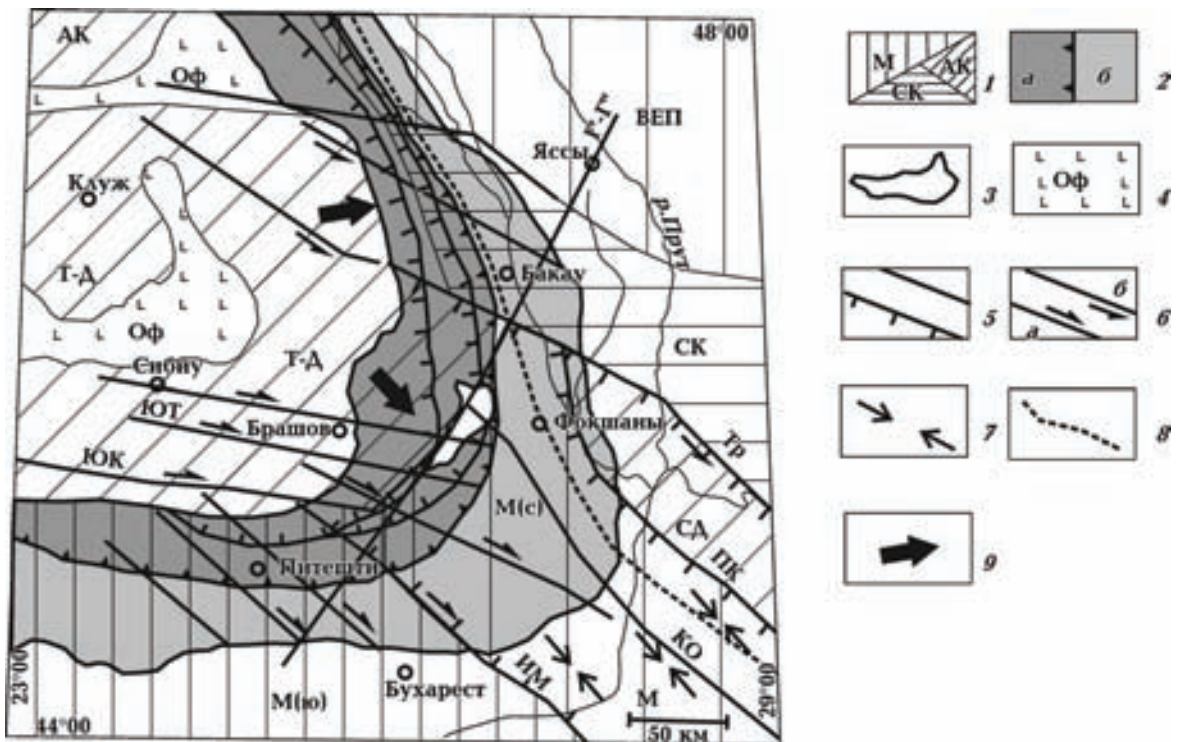 АК
Оф
48°00
ВЕП
Г-Г'
Яссы
р.Прут
Клуж
Бакау
Т-Д
Оф
Т-Д
СК
Сибиу
ЮТ
Брашов
Фокшаны
Тр
ЮК
М(с)
СД
ПК
Питешти
КО
ИМ
23°00
М(ю)
Бухарест
М
29°00
44°00
50 км
М
АК
СК
1
а
б
2
3
Оф
4
5
б
а
6
7
8
9